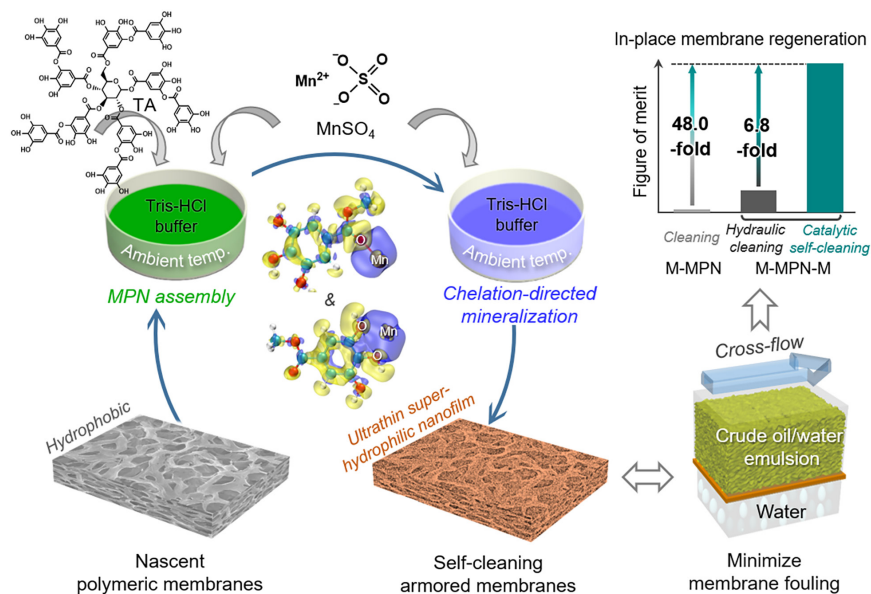 TA
Mn2+
MnSO4
Tris-HCl
buffer
Ambient temp.
MPN assembly
&
O
Mn
O
Mn
O
Tris-HCl
buffer
Ambient temp.
Chelation-directed
mineralization
Hydrophobic
Nascent
polymeric membranes
Ultrathin super-
hydrophilic nanofilm
Self-cleaning
armored membranes
In-place membrane regeneration
Figure of merit
48.0
-fold
6.8
-fold
Cleaning
Hydraulic
cleaning
Catalytic
self-cleaning
M-MPN
M-MPN-M
Cross-flow
Crude oil/water
emulsion
Water
Minimize
membrane fouling